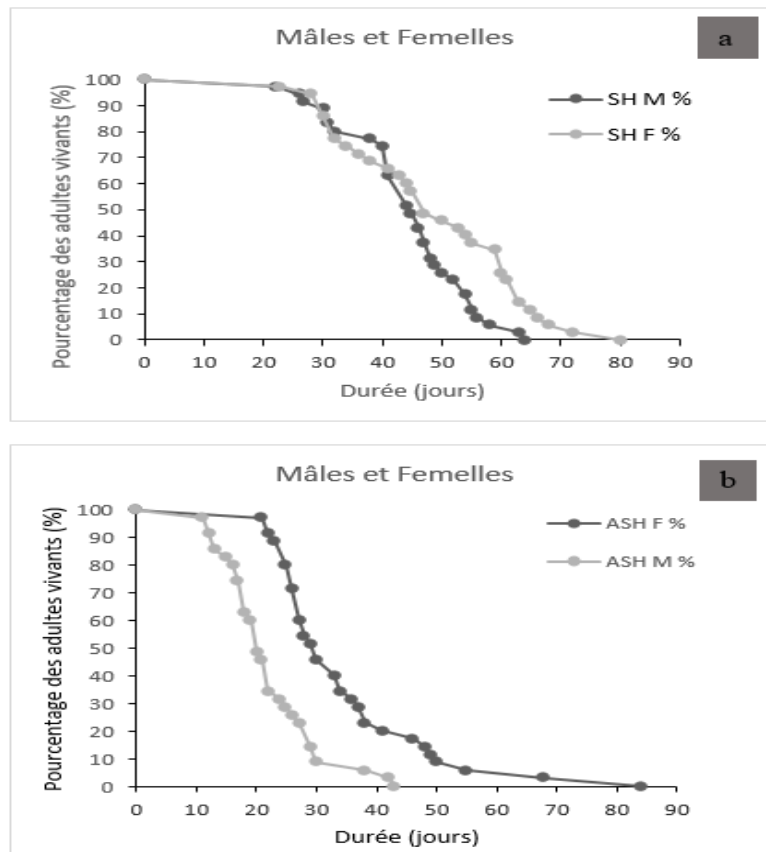 Mâles et Femelles
a
SH M %
SH F %
Pourcentage des adultes vivants (%)
100
90
80
70
60
50
40
30
20
10
0
0 10 20 30 40 50 60 70 80 90
Durée (jours)
Mâles et Femelles
b
ASH F %
ASH M %
Pourcentage des adultes vivants (%)
100
90
80
70
60
50
40
30
20
10
0
0 10 20 30 40 50 60 70 80 90
Durée (jours)